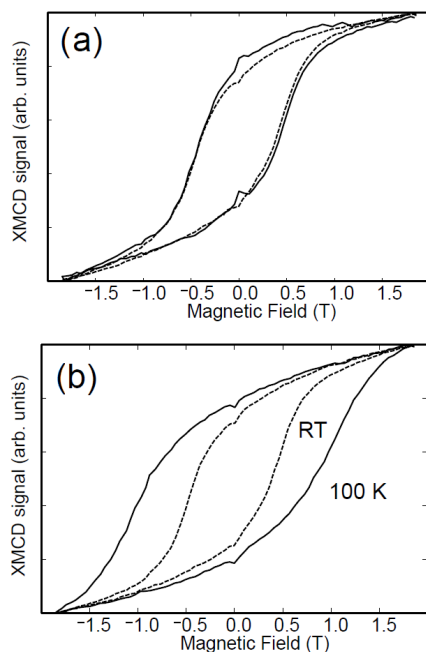 (a)
XMCD signal (arb. units)
−1.5 −1.0 −0.5 0.0 0.5 1.0 1.5
Magnetic Field (T)
(b)
XMCD signal (arb. units)
RT
100 K
−1.5 −1.0 −0.5 0.0 0.5 1.0 1.5
Magnetic Field (T)